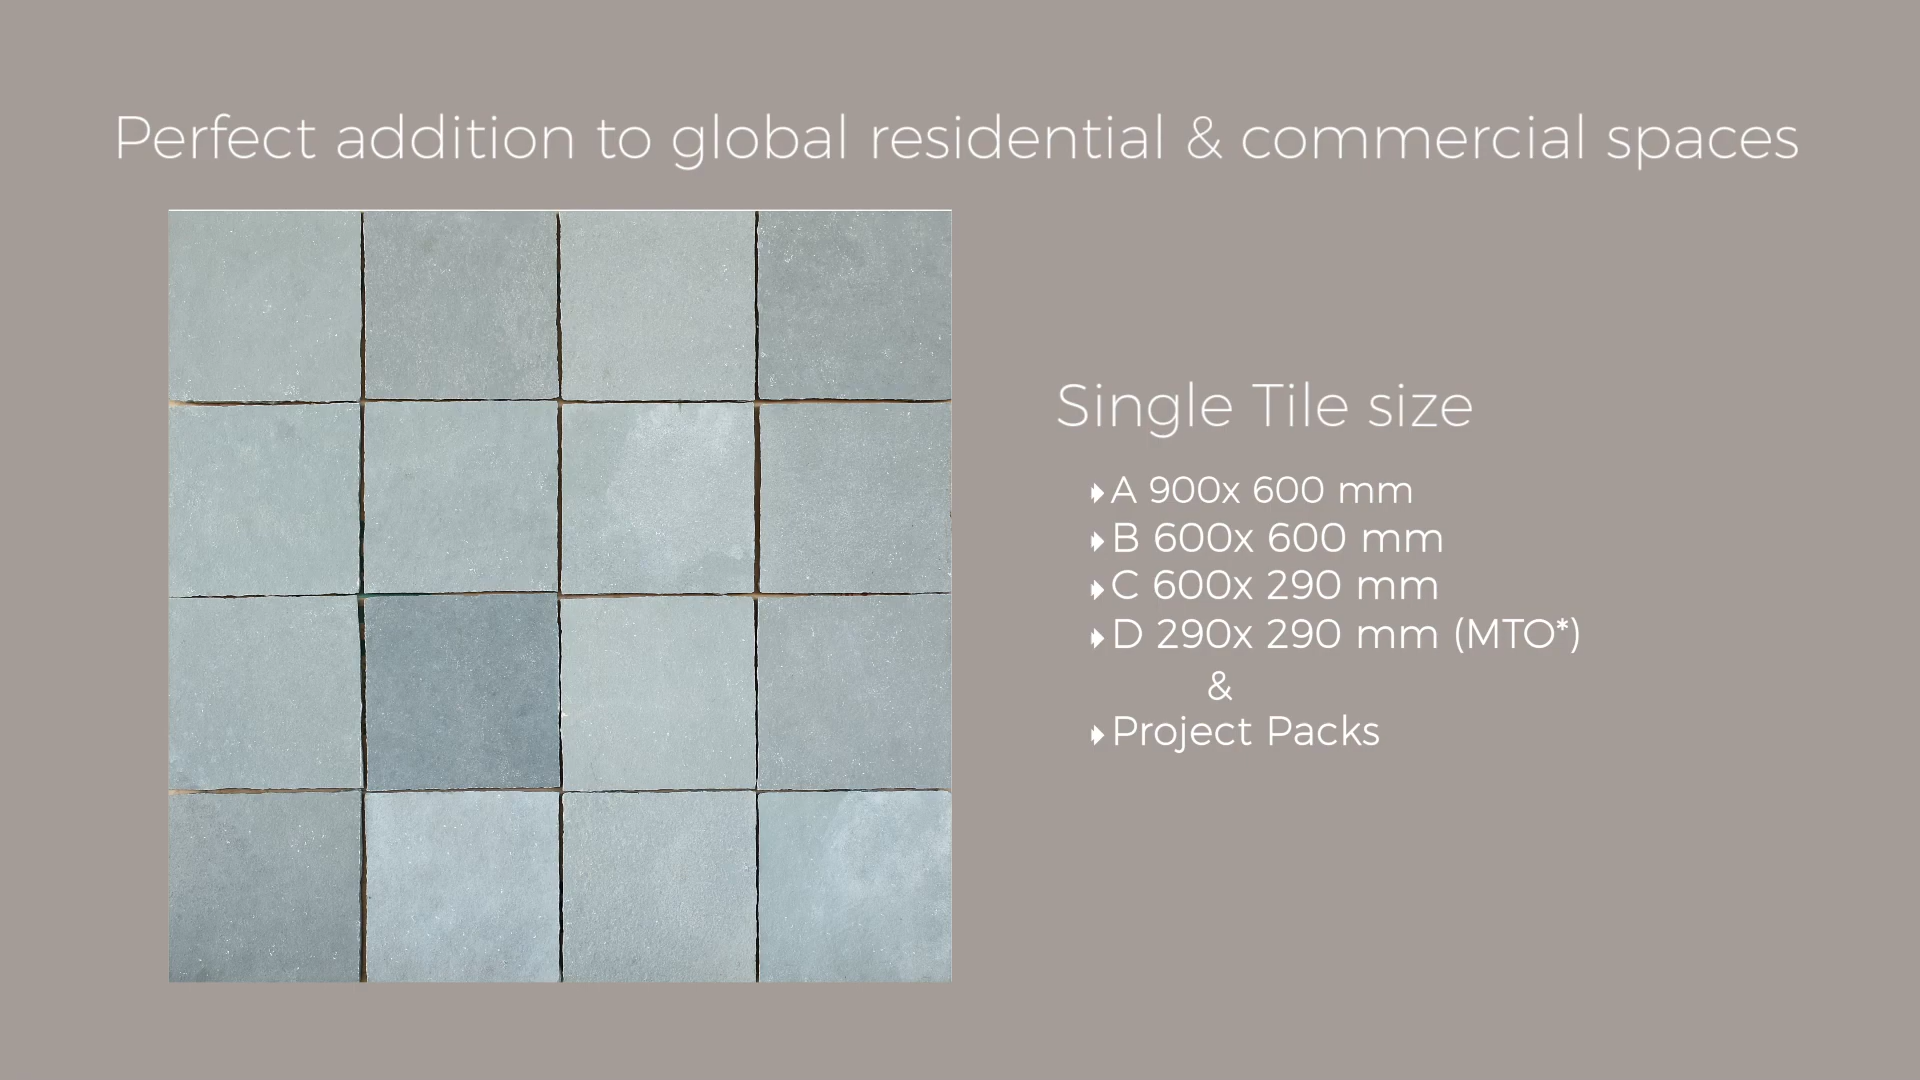 Perfect addition to global residential & commercial spaces
Single Tile size
A 900x 600 mm
B 600x 600 mm
C 600x 290 mm
D 290x 290 mm (MTO*)
&
Project Packs